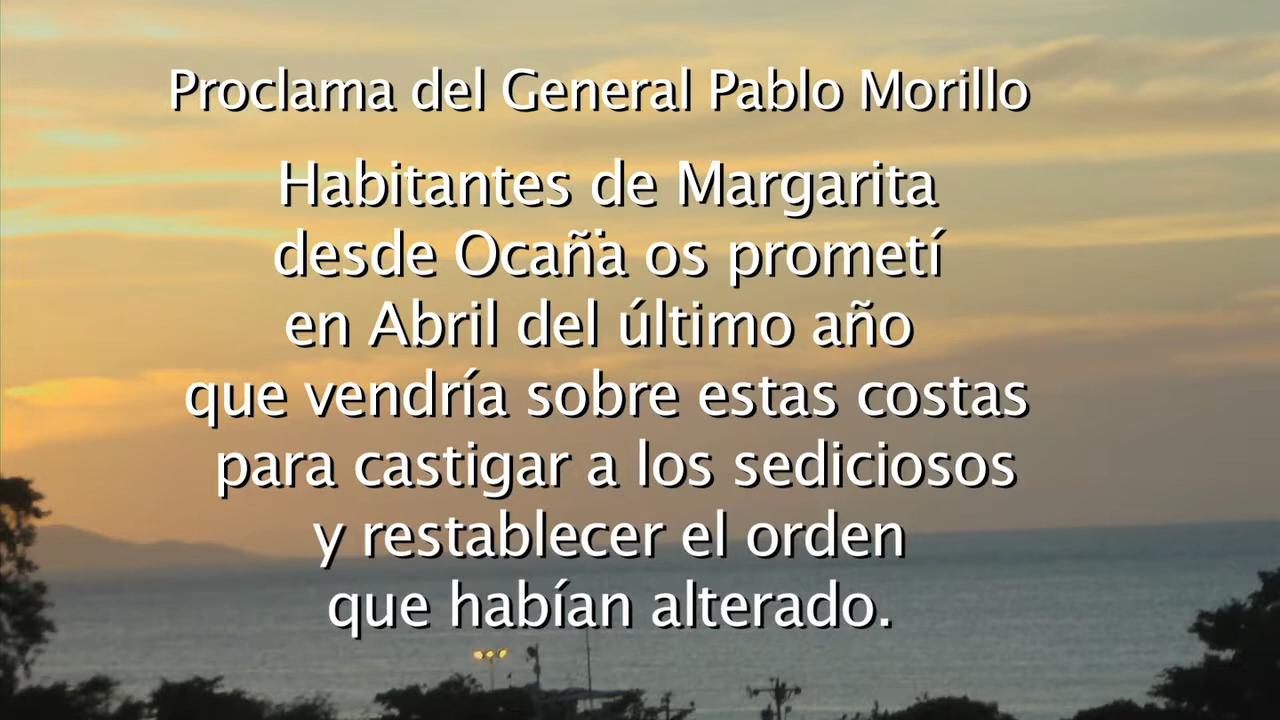 Proclama del General Pablo Morillo
Habitantes de Margarita
desde Ocaña os prometí
en Abril del último año
que vendría sobre estas costas
para castigar a los sediciosos
y restablecer el orden
que habían alterado.